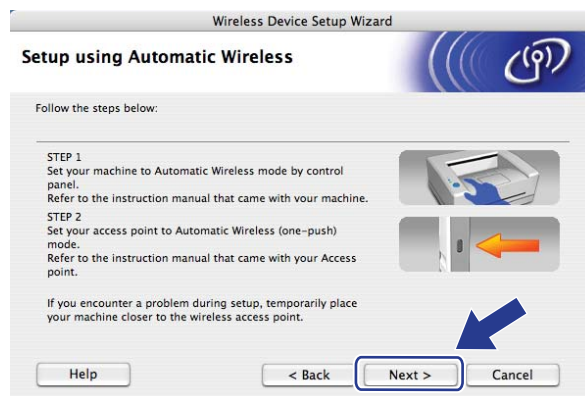 Wireless Device Setup Wizard
Setup using Automatic Wireless
Follow the steps below:
STEP 1
Set your machine to Automatic Wireless mode by control
panel.
Refer to the instruction manual that came with your machine.
STEP 2
Set your access point to Automatic Wireless (one-push)
mode.
Refer to the instruction manual that came with your Access
point.
If you encounter a problem during setup, temporarily place
your machine closer to the wireless access point.
Help
< Back
Next >
Cancel